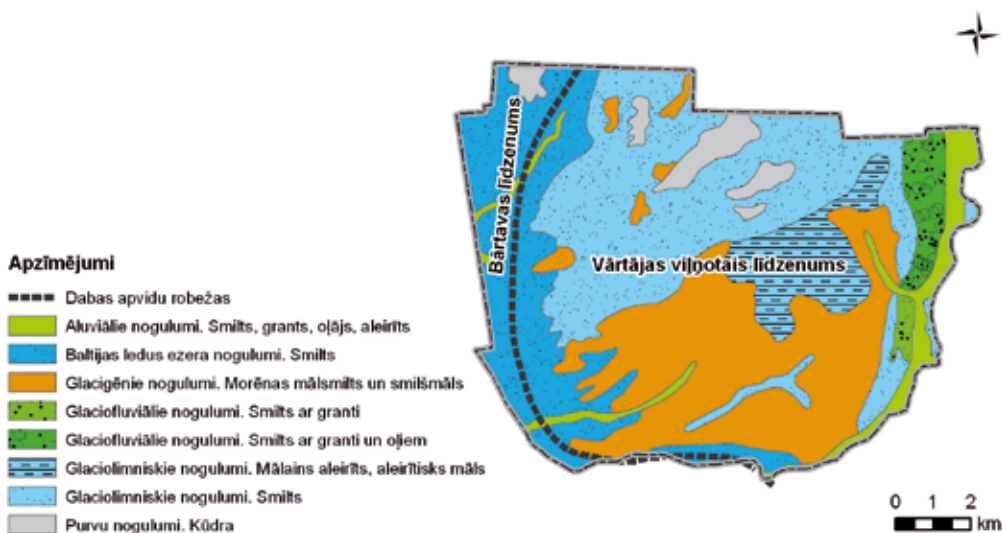 Bārtavas līdzenums
Vārtājas viļņotais līdzenums
Apzīmējumi
Dabas apvidu robežas
Aluviālie nogulumi. Smilts, grants, oļājs, aleirīts
Baltijas ledus ezera nogulumi. Smilts
Glacigēnie nogulumi. Morēnas mālsmilts un smilšmāls
Glaciofluviālie nogulumi. Smilts ar granti
Glaciofluviālie nogulumi. Smilts ar granti un oļiem
Glaciolimniskie nogulumi. Mālains aleirīts, aleirītisks māls
Glaciolimniskie nogulumi. Smilts
Purvu nogulumi. Kūdra
0 1 2
km